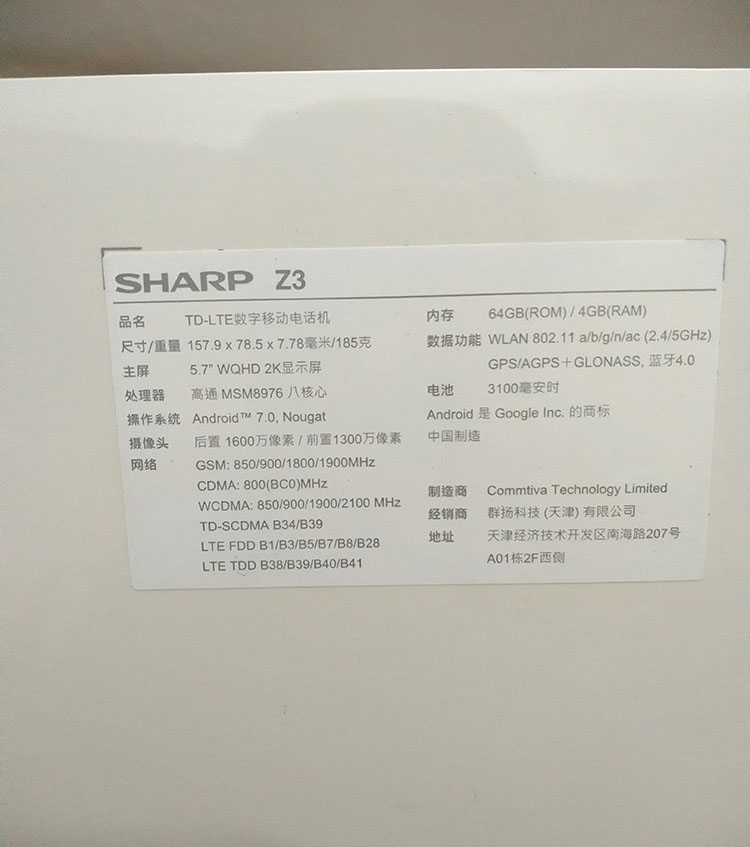 SHARP Z3
品名 TD-LTE数字移动电话机
尺寸/重量 157.9 x 78.5 x 7.78毫米/185克
主屏 5.7” WQHD 2K显示屏
处理器 高通 MSM8976 八核心
操作系统 Android™ 7.0, Nougat
摄像头 后置 1600万像素 / 前置1300万像素
网络 GSM: 850/900/1800/1900MHz
CDMA: 800(BC0)MHz
WCDMA: 850/900/1900/2100 MHz
TD-SCDMA B34/B39
LTE FDD B1/B3/B5/B7/B8/B28
LTE TDD B38/B39/B40/B41
内存 64GB(ROM) / 4GB(RAM)
数据功能 WLAN 802.11 a/b/g/n/ac (2.4/5GHz)
GPS/AGPS＋GLONASS, 蓝牙4.0
电池 3100毫安时
Android 是 Google Inc. 的商标
中国制造
制造商 Commtiva Technology Limited
经销商 群扬科技 (天津) 有限公司
地址 天津经济技术开发区南海路207号
A01栋2F西侧